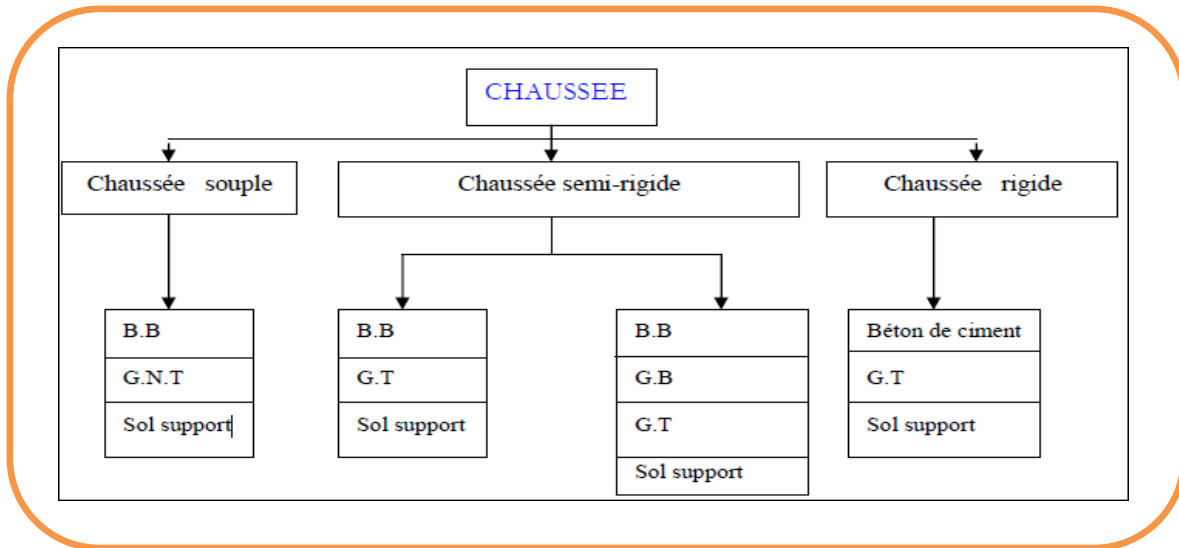 CHAUSSEE
Chaussée souple
Chaussée semi-rigide
Chaussée rigide
B.B
G.N.T
Sol support
B.B
G.T
Sol support
B.B
G.B
G.T
Sol support
Béton de ciment
G.T
Sol support